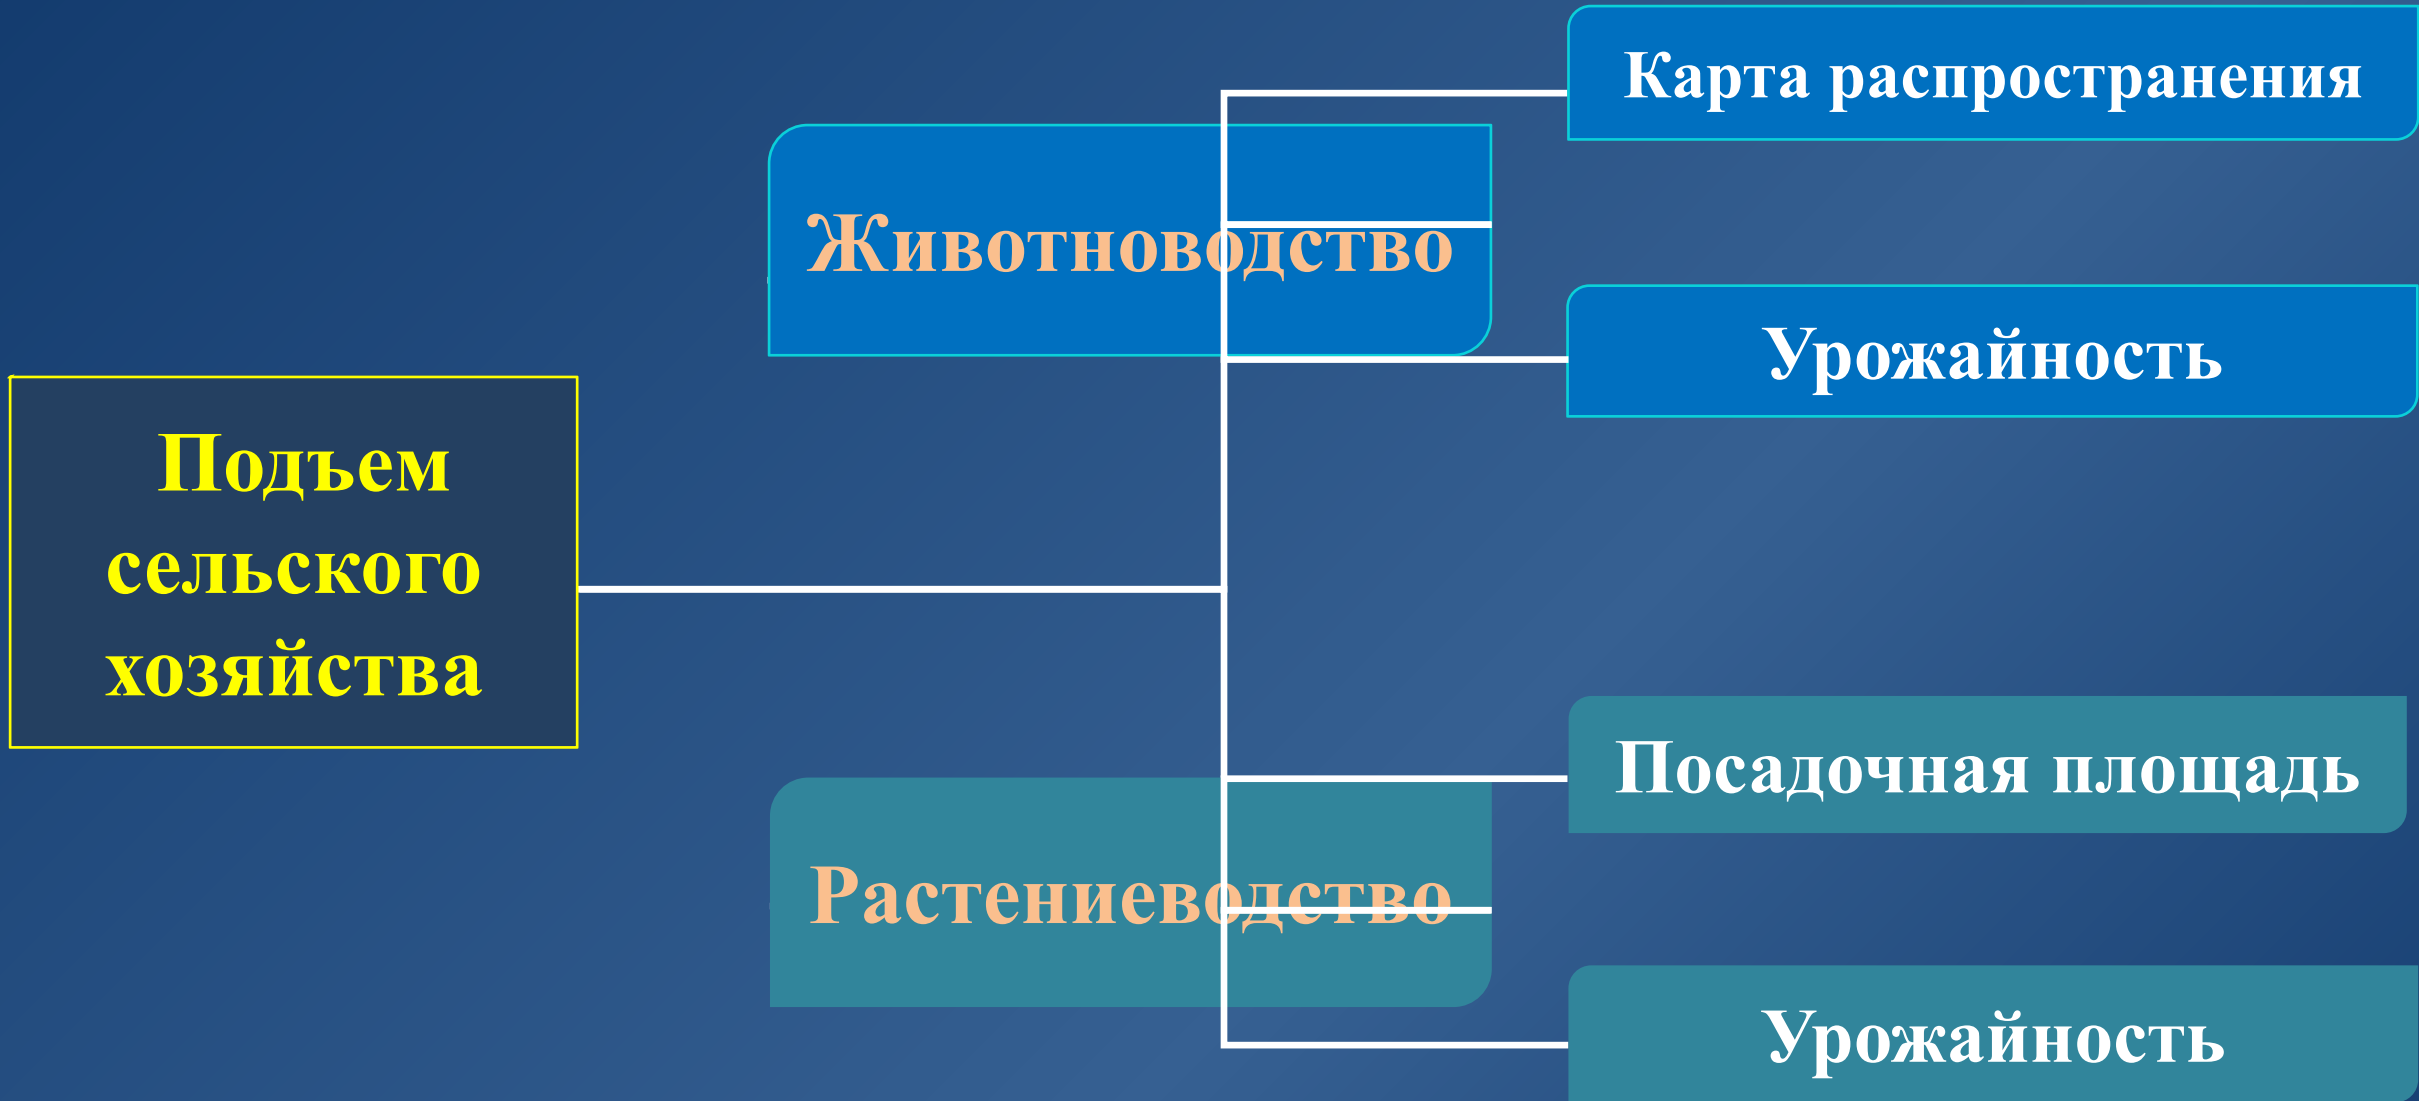 Подъем
сельского
хозяйства
Животноводство
Карта распространения
Урожайность
Растениеводство
Посадочная площадь
Урожайность